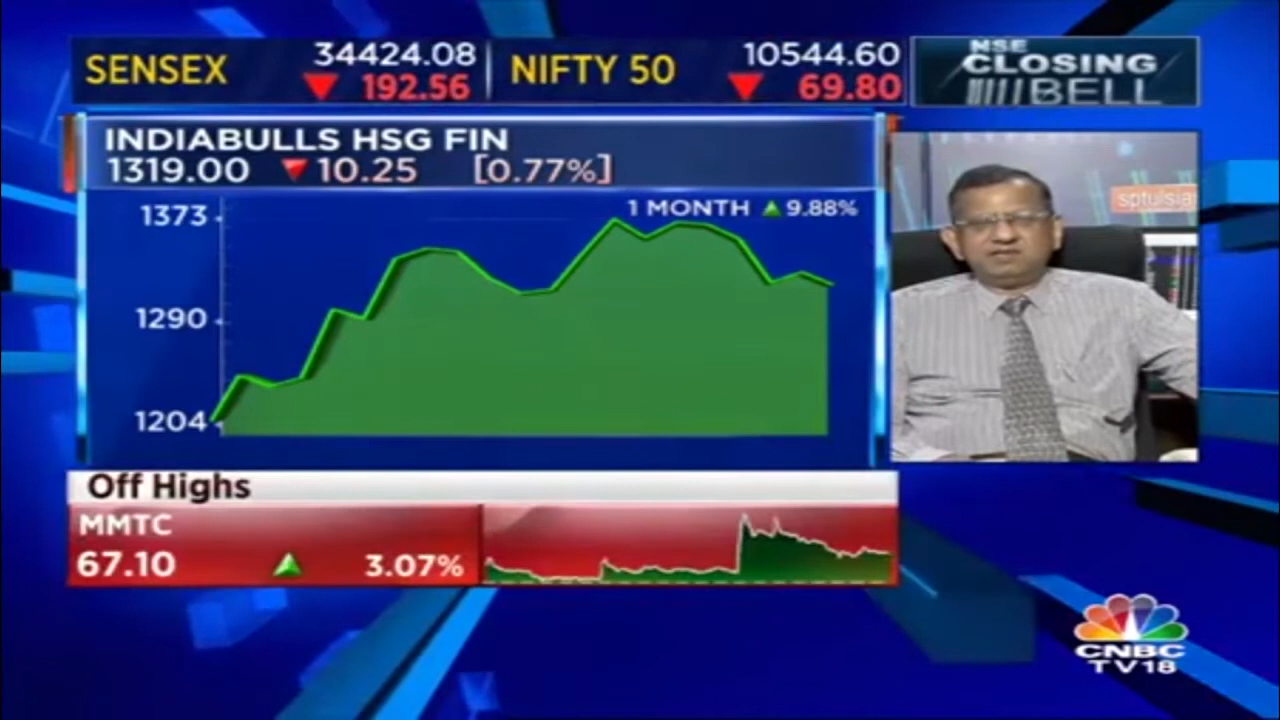 SENSEX 34424.08 ▼ 192.56
NIFTY 50 10544.60 ▼ 69.80
NSE
CLOSING
BELL
INDIABULLS HSG FIN
1319.00 ▼ 10.25 [0.77%]
1 MONTH ▲ 9.88%
1373
1290
1204
sptulsia
Off Highs
MMTC
67.10 ▲ 3.07%
CNBC
TV18